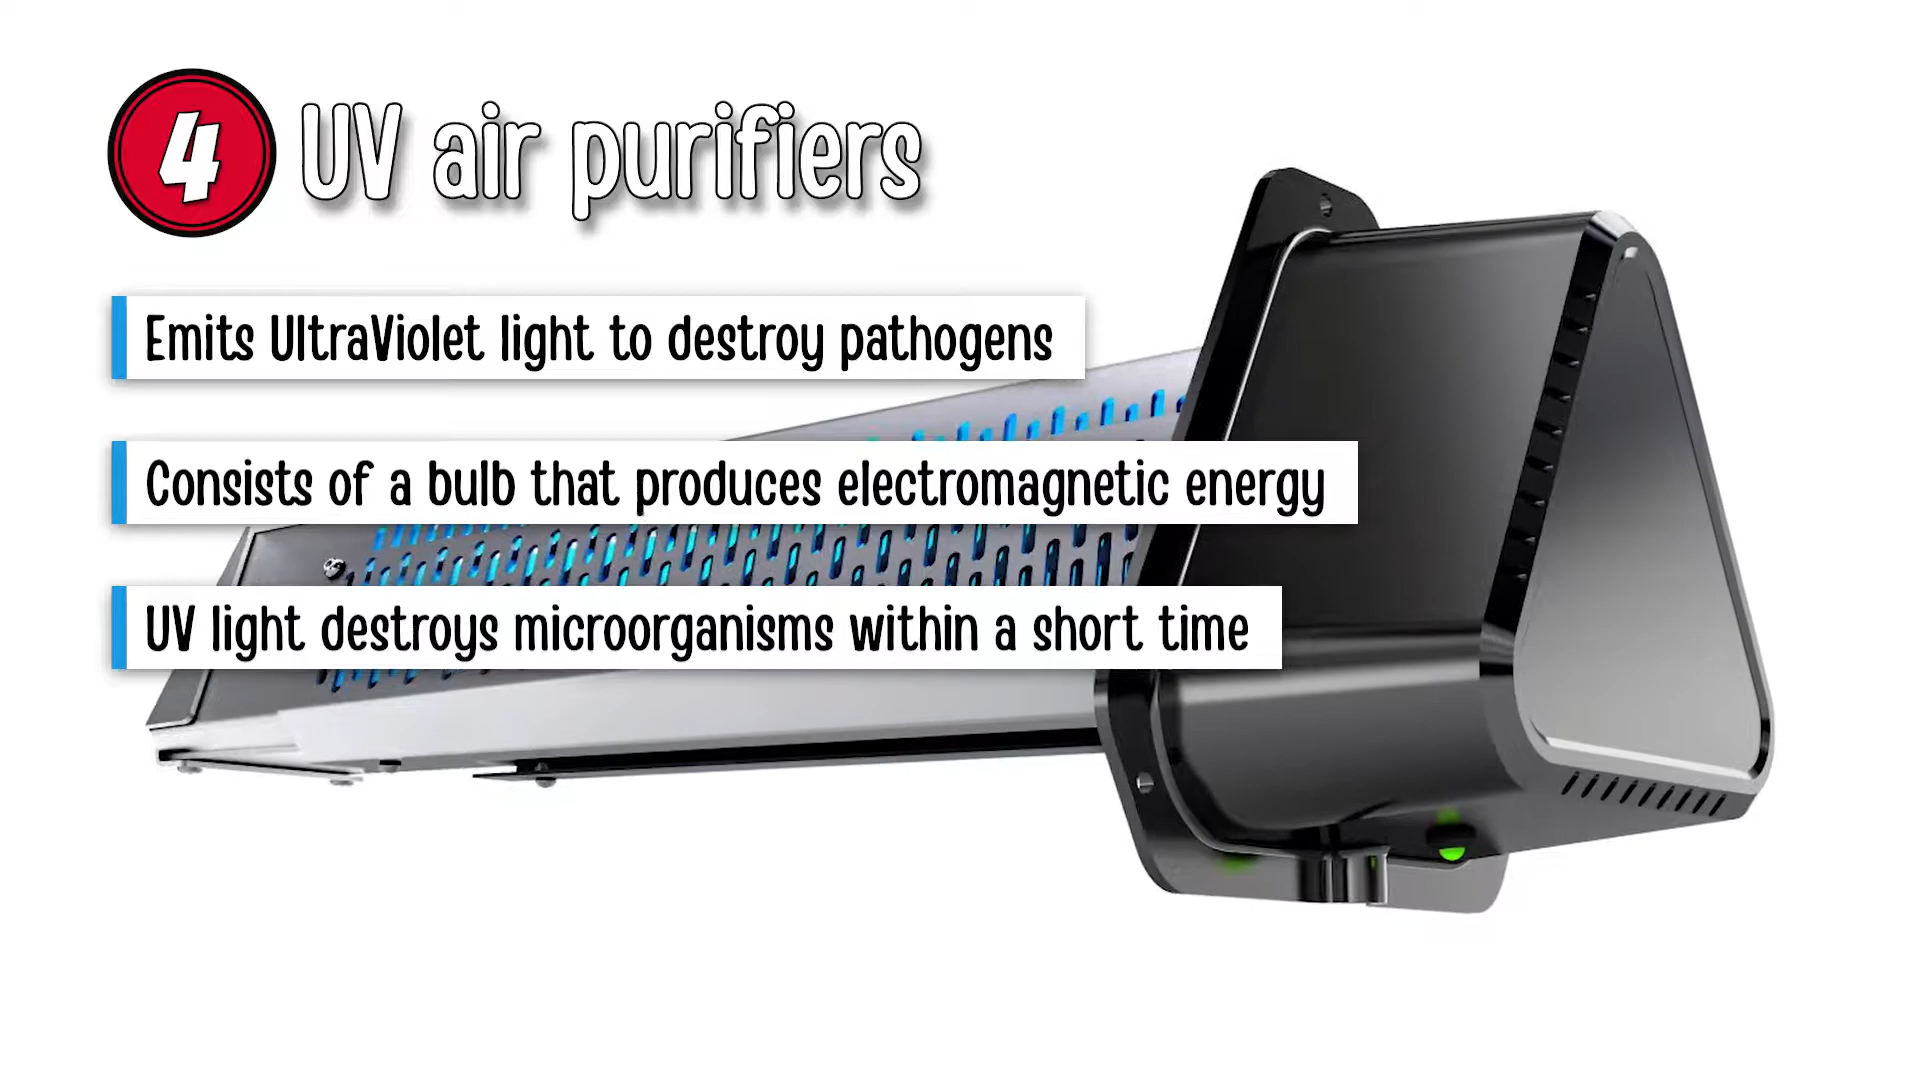 4 UV air purifiers
Emits UltraViolet light to destroy pathogens
Consists of a bulb that produces electromagnetic energy
UV light destroys microorganisms within a short time